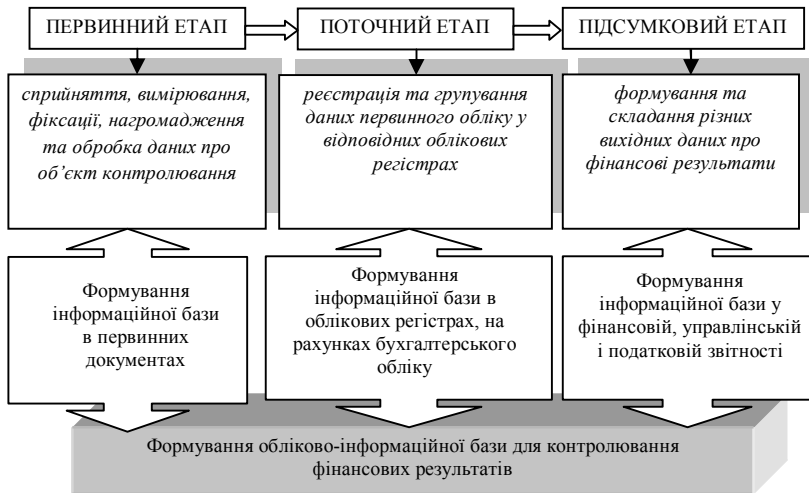 ПЕРВИННИЙ ЕТАП
ПОТОЧНИЙ ЕТАП
ПІДСУМКОВИЙ ЕТАП
сприйняття, вимірювання,
фіксації, нагромадження
та обробка даних про
об’єкт контролювання
реєстрація та групування
даних первинного обліку у
відповідних облікових
регістрах
формування та
складання різних
вихідних даних про
фінансові результати
Формування
інформаційної бази
в первинних
документах
Формування
інформаційної бази в
облікових регістрах, на
рахунках бухгалтерського
обліку
Формування
інформаційної бази у
фінансовій, управлінській
і податковій звітності
Формування обліково-інформаційної бази для контролювання
фінансових результатів